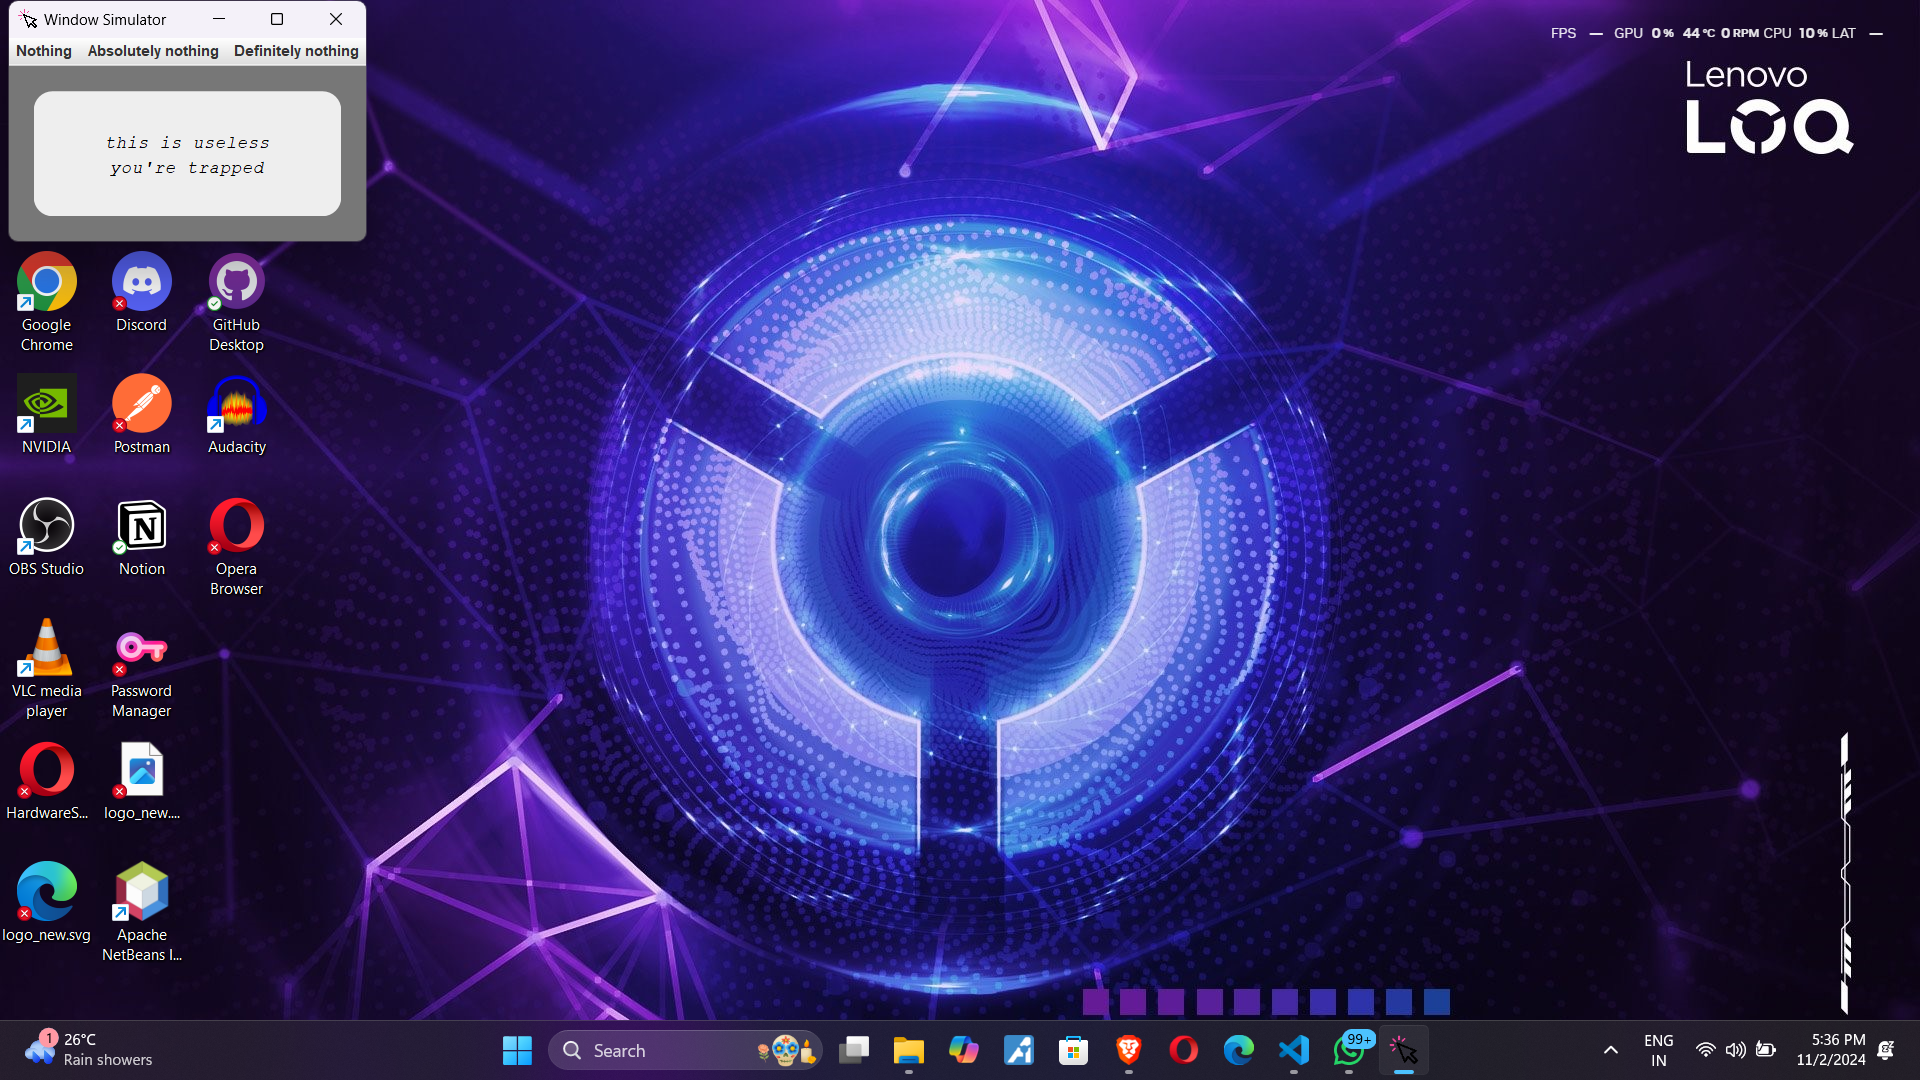 Window Simulator
Nothing Absolutely nothing Definitely nothing
this is useless
you're trapped
FPS — GPU 0% 44°C 0 RPM CPU 10% LAT —
Lenovo
LOQ
Google
Chrome
Discord
GitHub
Desktop
NVIDIA
Postman
Audacity
OBS Studio
Notion
Opera
Browser
VLC media
player
Password
Manager
HardwareS...
logo_new....
logo_new.svg
Apache
NetBeans I...
1
26°C
Rain showers
Search
99+
ENG
IN
5:36 PM
11/2/2024